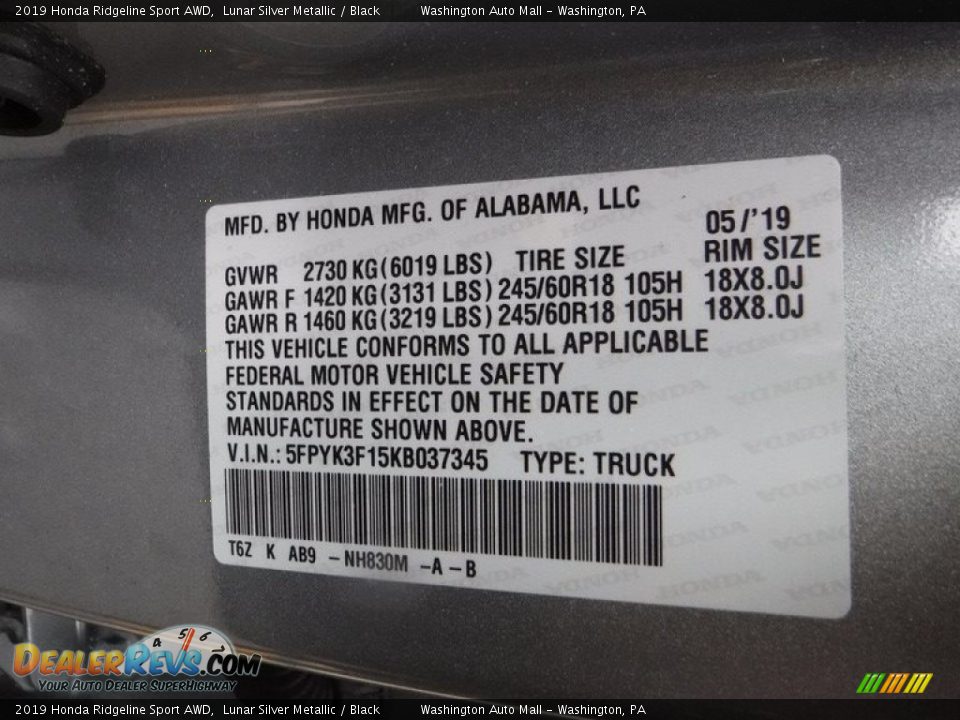 2019 Honda Ridgeline Sport AWD,  Lunar Silver Metallic / Black     Washington Auto Mall - Washington, PA
MFD. BY HONDA MFG. OF ALABAMA, LLC
05/'19
GVWR 2730 KG(6019 LBS) TIRE SIZE RIM SIZE
GAWR F 1420 KG(3131 LBS) 245/60R18 105H 18X8.0J
GAWR R 1460 KG(3219 LBS) 245/60R18 105H 18X8.0J
THIS VEHICLE CONFORMS TO ALL APPLICABLE
FEDERAL MOTOR VEHICLE SAFETY
STANDARDS IN EFFECT ON THE DATE OF
MANUFACTURE SHOWN ABOVE.
V.I.N.: 5FPYK3F15KB037345 TYPE: TRUCK
T6Z K AB9 -NH830M -A -B
4 5 6 7
DEALERREVS.COM
YOUR AUTO DEALER SUPERHIGHWAY
2019 Honda Ridgeline Sport AWD,  Lunar Silver Metallic / Black     Washington Auto Mall - Washington, PA